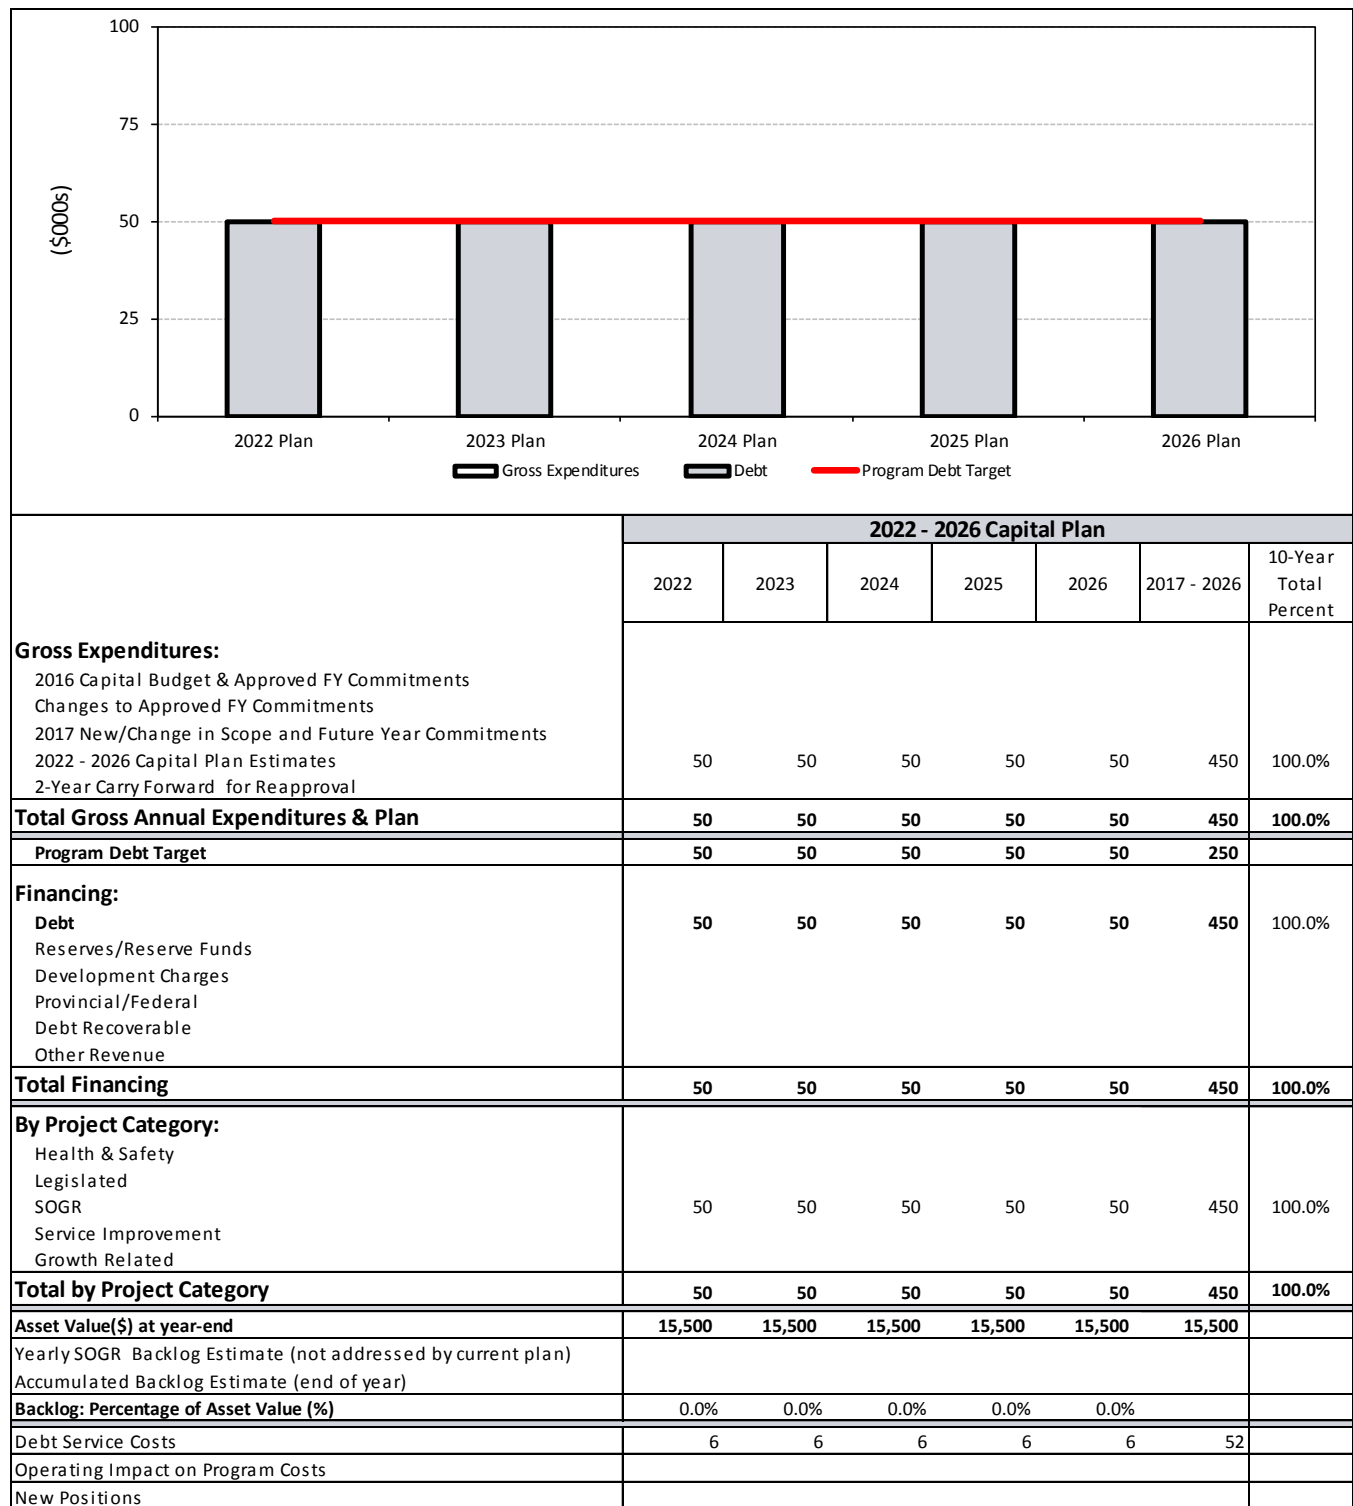 100
75
50
25
0
($000s)
2022 Plan 2023 Plan 2024 Plan 2025 Plan 2026 Plan
Gross Expenditures Debt Program Debt Target
2022 - 2026 Capital Plan
2022 2023 2024 2025 2026 2017 - 2026 10-Year Total Percent
Gross Expenditures:
2016 Capital Budget & Approved FY Commitments
Changes to Approved FY Commitments
2017 New/Change in Scope and Future Year Commitments
2022 - 2026 Capital Plan Estimates 50 50 50 50 50 450 100.0%
2-Year Carry Forward for Reapproval
Total Gross Annual Expenditures & Plan 50 50 50 50 50 450 100.0%
Program Debt Target 50 50 50 50 50 250
Financing:
Debt 50 50 50 50 50 450 100.0%
Reserves/Reserve Funds
Development Charges
Provincial/Federal
Debt Recoverable
Other Revenue
Total Financing 50 50 50 50 50 450 100.0%
By Project Category:
Health & Safety
Legislated
SOGR 50 50 50 50 50 450 100.0%
Service Improvement
Growth Related
Total by Project Category 50 50 50 50 50 450 100.0%
Asset Value($) at year-end 15,500 15,500 15,500 15,500 15,500 15,500
Yearly SOGR Backlog Estimate (not addressed by current plan)
Accumulated Backlog Estimate (end of year)
Backlog: Percentage of Asset Value (%) 0.0% 0.0% 0.0% 0.0% 0.0%
Debt Service Costs 6 6 6 6 6 52
Operating Impact on Program Costs
New Positions